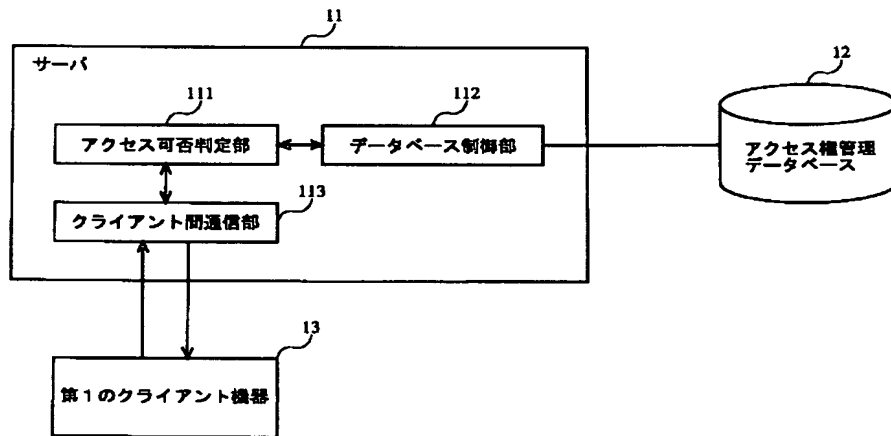 11
サーバ
12
111
112
アクセス可否判定部
データベース制御部
アクセス権管理
データベース
113
クライアント間通信部
13
第1のクライアント機器